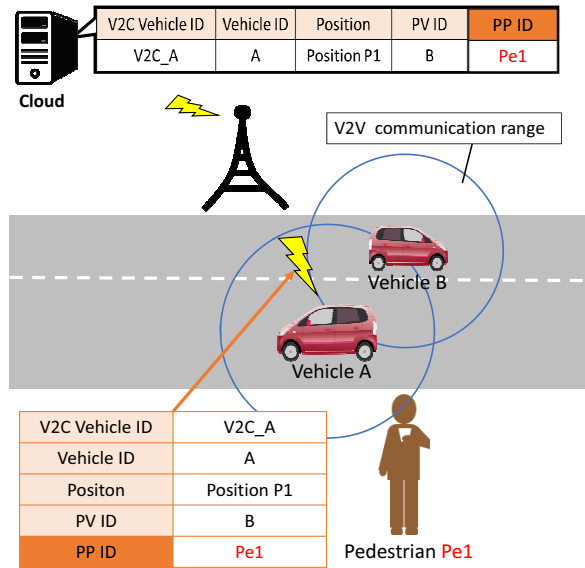 V2C Vehicle ID Vehicle ID Position PV ID PP ID
V2C_A A Position P1 B Pe1
Cloud
V2V communication range
Vehicle B
Vehicle A
V2C Vehicle ID V2C_A
Vehicle ID A
Positon Position P1
PV ID B
PP ID Pe1
Pedestrian Pe1